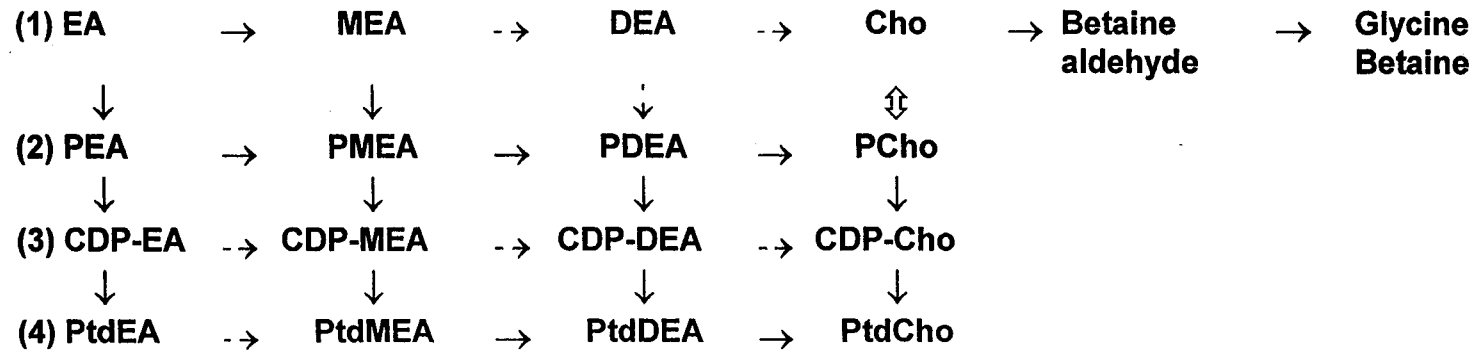 (1) EA → MEA --→ DEA --→ Cho → Betaine aldehyde → Glycine Betaine
↓ ↓ ⇣ ⇕
(2) PEA → PMEA → PDEA → PCho
↓ ↓ ↓ ↓
(3) CDP-EA --→ CDP-MEA --→ CDP-DEA --→ CDP-Cho
↓ ↓ ↓ ↓
(4) PtdEA --→ PtdMEA → PtdDEA → PtdCho